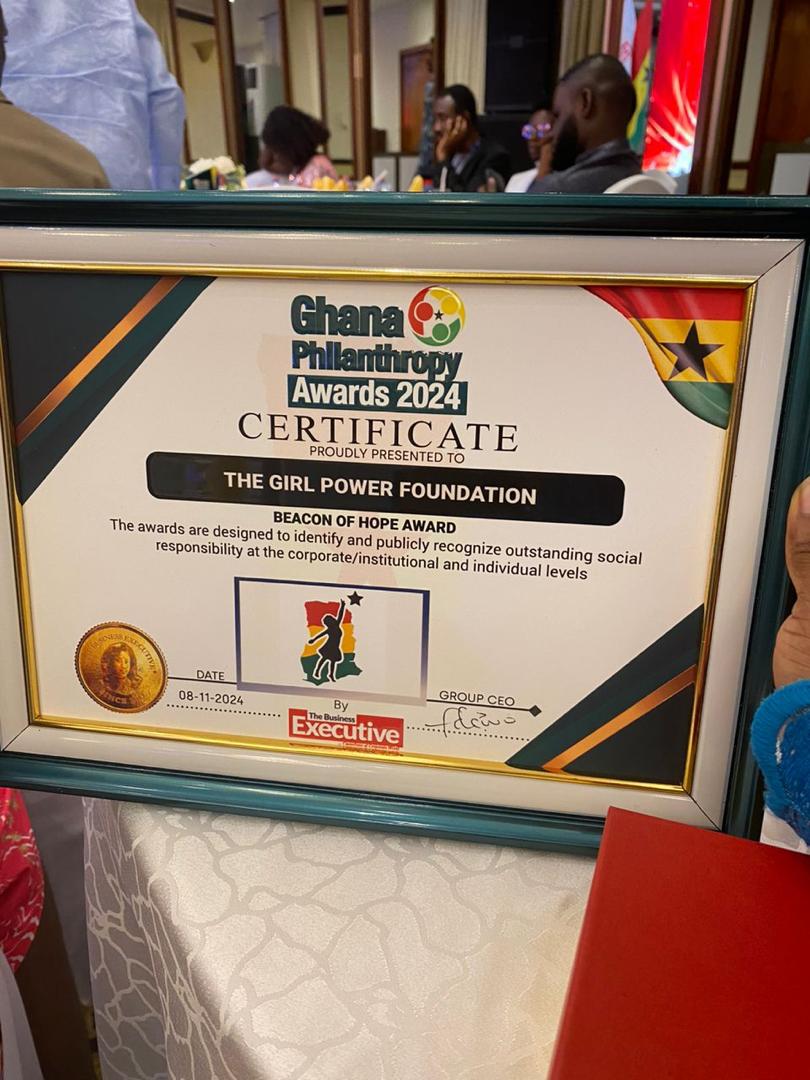 Ghana
Philanthropy
Awards 2024
CERTIFICATE
PROUDLY PRESENTED TO
THE GIRL POWER FOUNDATION
BEACON OF HOPE AWARD
The awards are designed to identify and publicly recognize outstanding social
responsibility at the corporate/institutional and individual levels
BUSINESS EXECUTIVE
DATE
08-11-2024
By
The Business
Executive
GROUP CEO